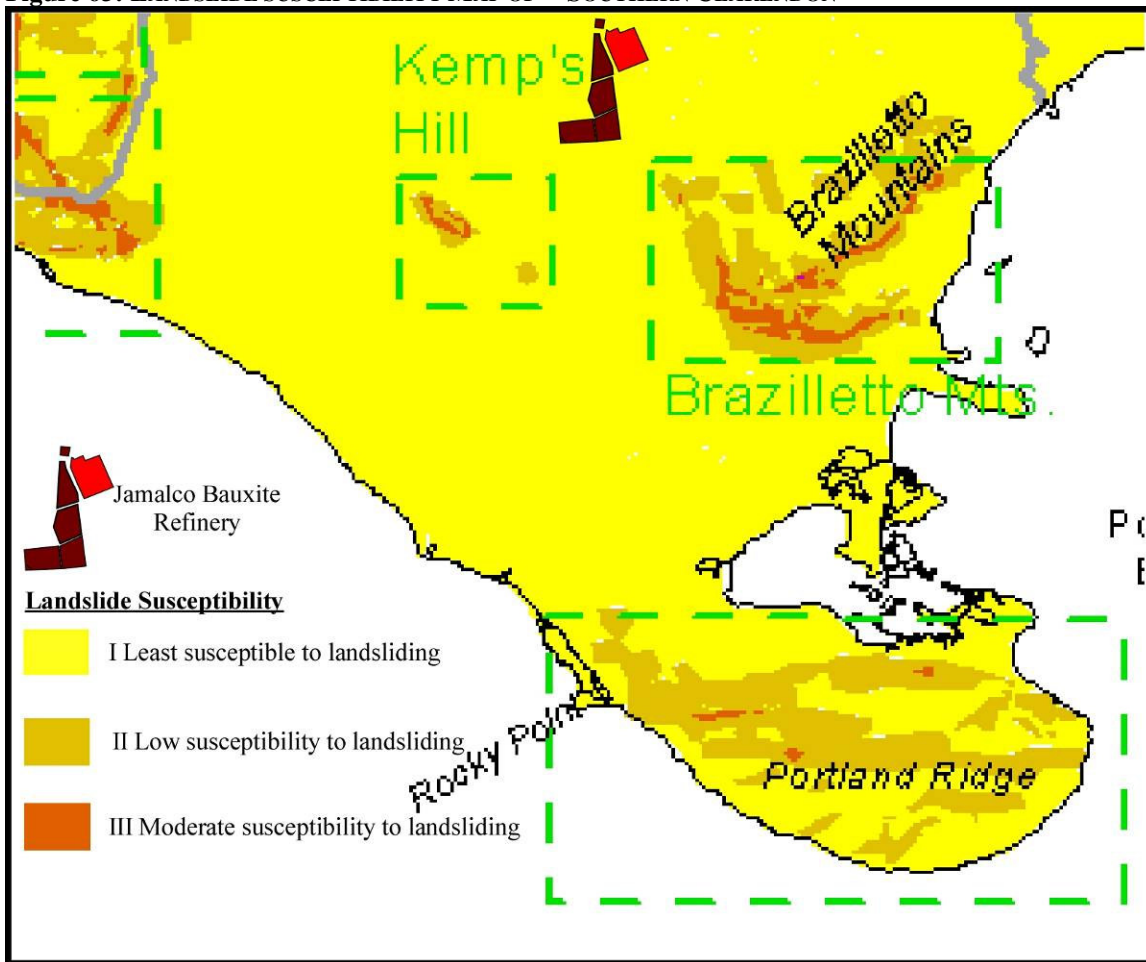 Kemp's
Hill
Brazilletto
Mountains
Brazilletto Mts.
Jamalco Bauxite
Refinery
Landslide Susceptibility
I Least susceptible to landsliding
II Low susceptibility to landsliding
III Moderate susceptibility to landsliding
Rocky Point
Portland Ridge